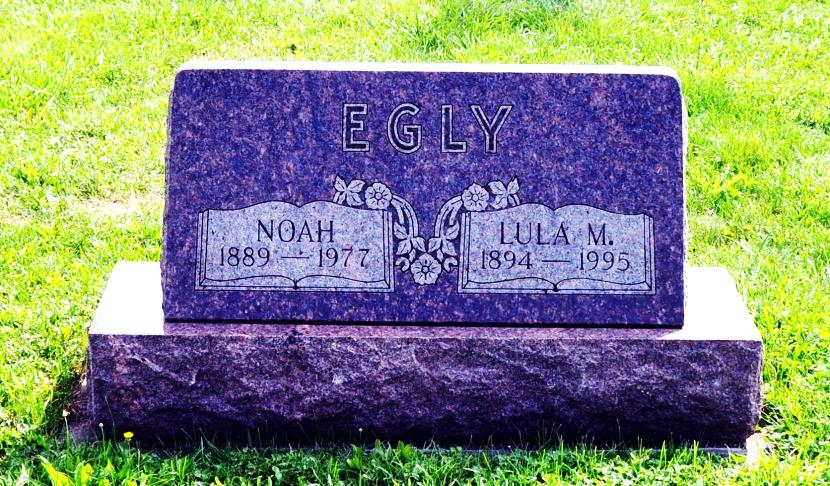 EGLY
NOAH
1889 — 1977
LULA M.
1894 — 1995